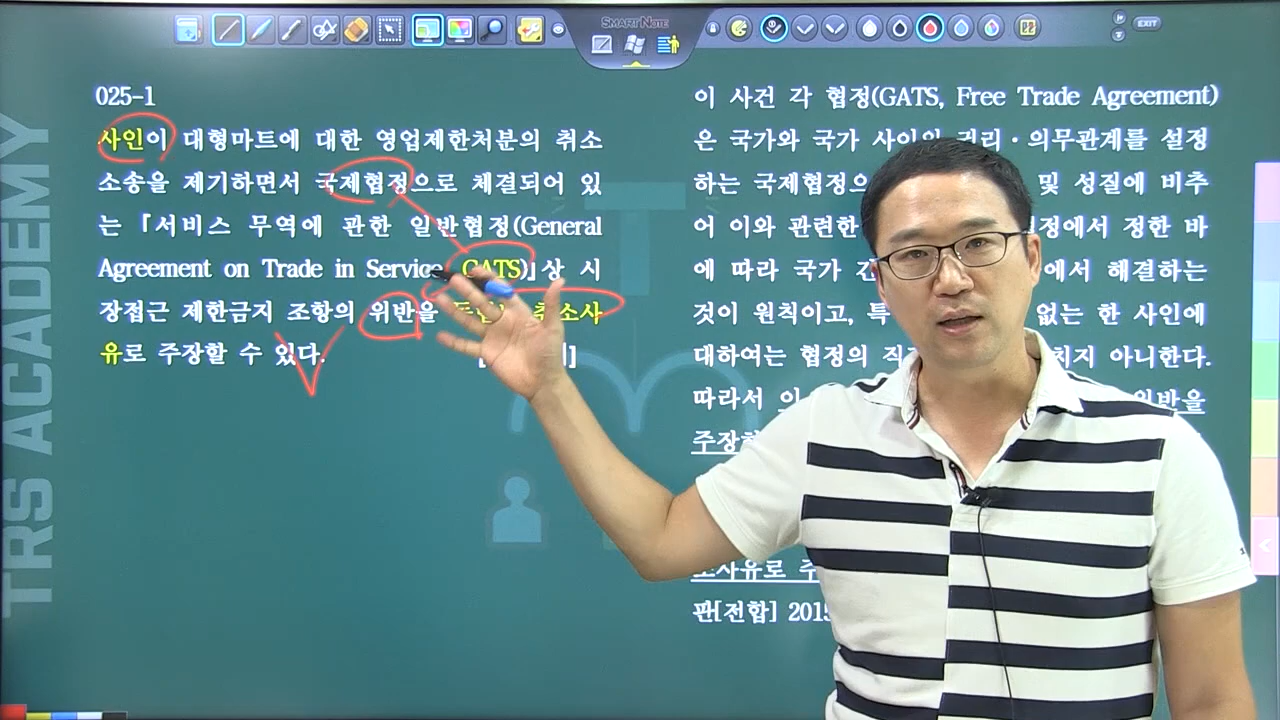 SMART NOTE
EXIT
TRS ACADEMY
025-1
사인이 대형마트에 대한 영업제한처분의 취소
소송을 제기하면서 국제협정으로 체결되어 있
는 「서비스 무역에 관한 일반협정(General
Agreement on Trade in Service, GATS)」상 시
장접근 제한금지 조항의 위반을 취소사
유로 주장할 수 있다. [ ]
이 사건 각 협정(GATS, Free Trade Agreement)
은 국가와 국가 사이의 권리·의무관계를 설정
하는 국제협정으 및 성질에 비추
어 이와 관련한 정에서 정한 바
에 따라 국가 간 에서 해결하는
것이 원칙이고, 특 없는 한 사인에
대하여는 협정의 직 치지 아니한다.
따라서 위반을
주장하
소사유로 주
판[전합] 2015